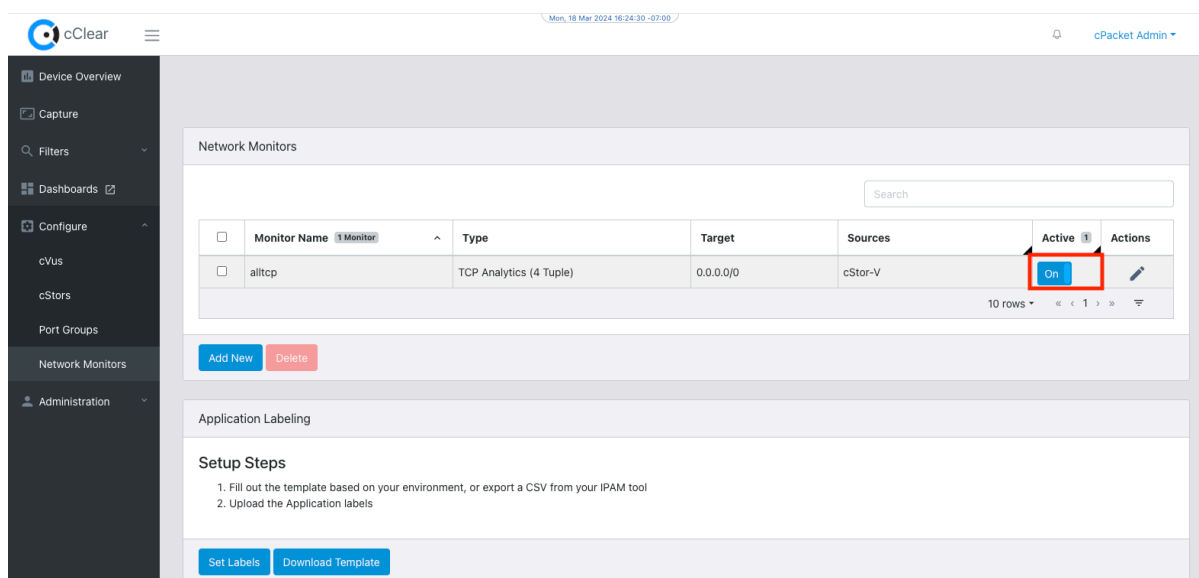 Mon, 18 Mar 2024 16:24:30 -07:00
cClear
cPacket Admin
Device Overview
Capture
Filters
Dashboards
Configure
cVus
cStors
Port Groups
Network Monitors
Administration
Network Monitors
Search
Monitor Name 1 Monitor Type Target Sources Active 1 Actions
alltcp TCP Analytics (4 Tuple) 0.0.0.0/0 cStor-V On
10 rows « ‹ 1 › »
Add New Delete
Application Labeling
Setup Steps
1. Fill out the template based on your environment, or export a CSV from your IPAM tool
2. Upload the Application labels
Set Labels Download Template